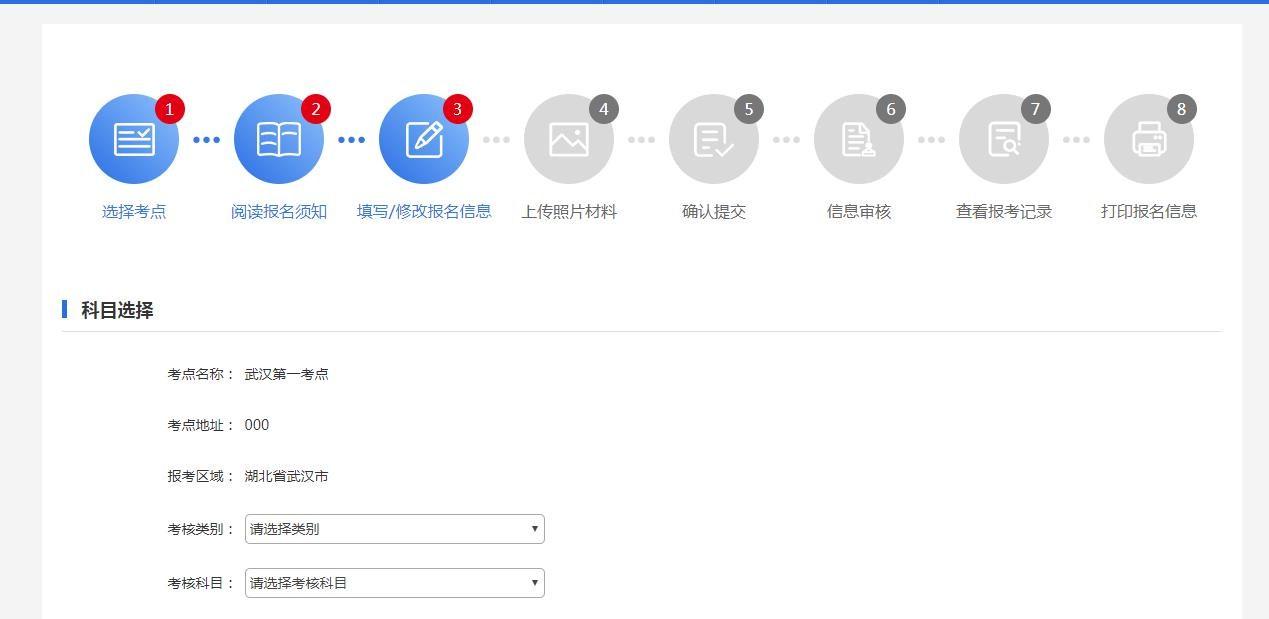 1 2 3 4 5 6 7 8
选择考点 阅读报名须知 填写/修改报名信息 上传照片材料 确认提交 信息审核 查看报考记录 打印报名信息
科目选择
考点名称： 武汉第一考点
考点地址： 000
报考区域： 湖北省武汉市
考核类别： 请选择类别
考核科目： 请选择考核科目